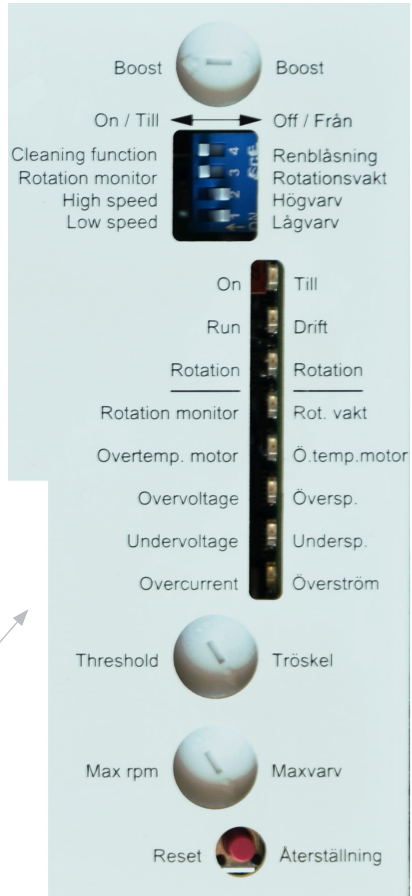 Boost Boost
On / Till Off / Från
Cleaning function 4 Renblåsning
Rotation monitor 3 Rotationsvakt
High speed 2 Högvarv
Low speed 1 ON Lågvarv
On Till
Run Drift
Rotation Rotation
Rotation monitor Rot. vakt
Overtemp. motor Ö.temp.motor
Overvoltage Översp.
Undervoltage Undersp.
Overcurrent Överström
Threshold Tröskel
Max rpm Maxvarv
Reset Återställning